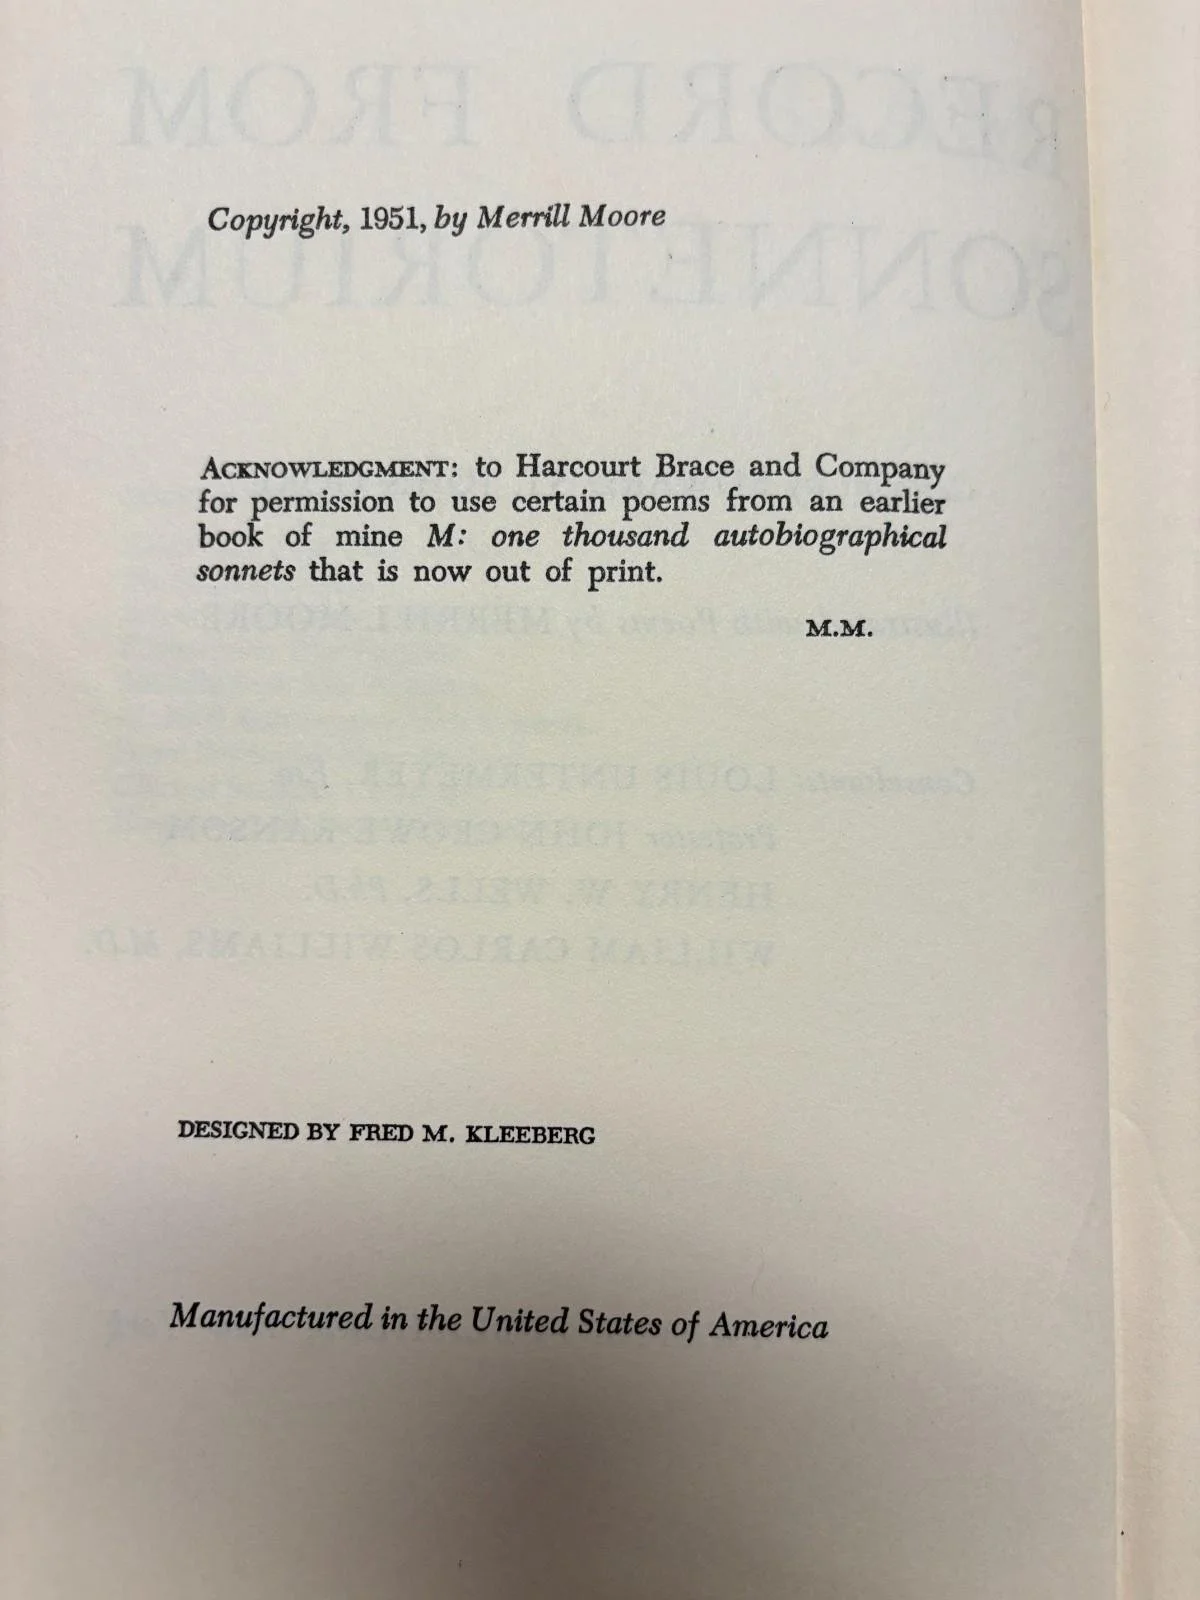 Copyright, 1951, by Merrill Moore
ACKNOWLEDGMENT: to Harcourt Brace and Company
for permission to use certain poems from an earlier
book of mine M: one thousand autobiographical
sonnets that is now out of print.
M.M.
DESIGNED BY FRED M. KLEEBERG
Manufactured in the United States of America